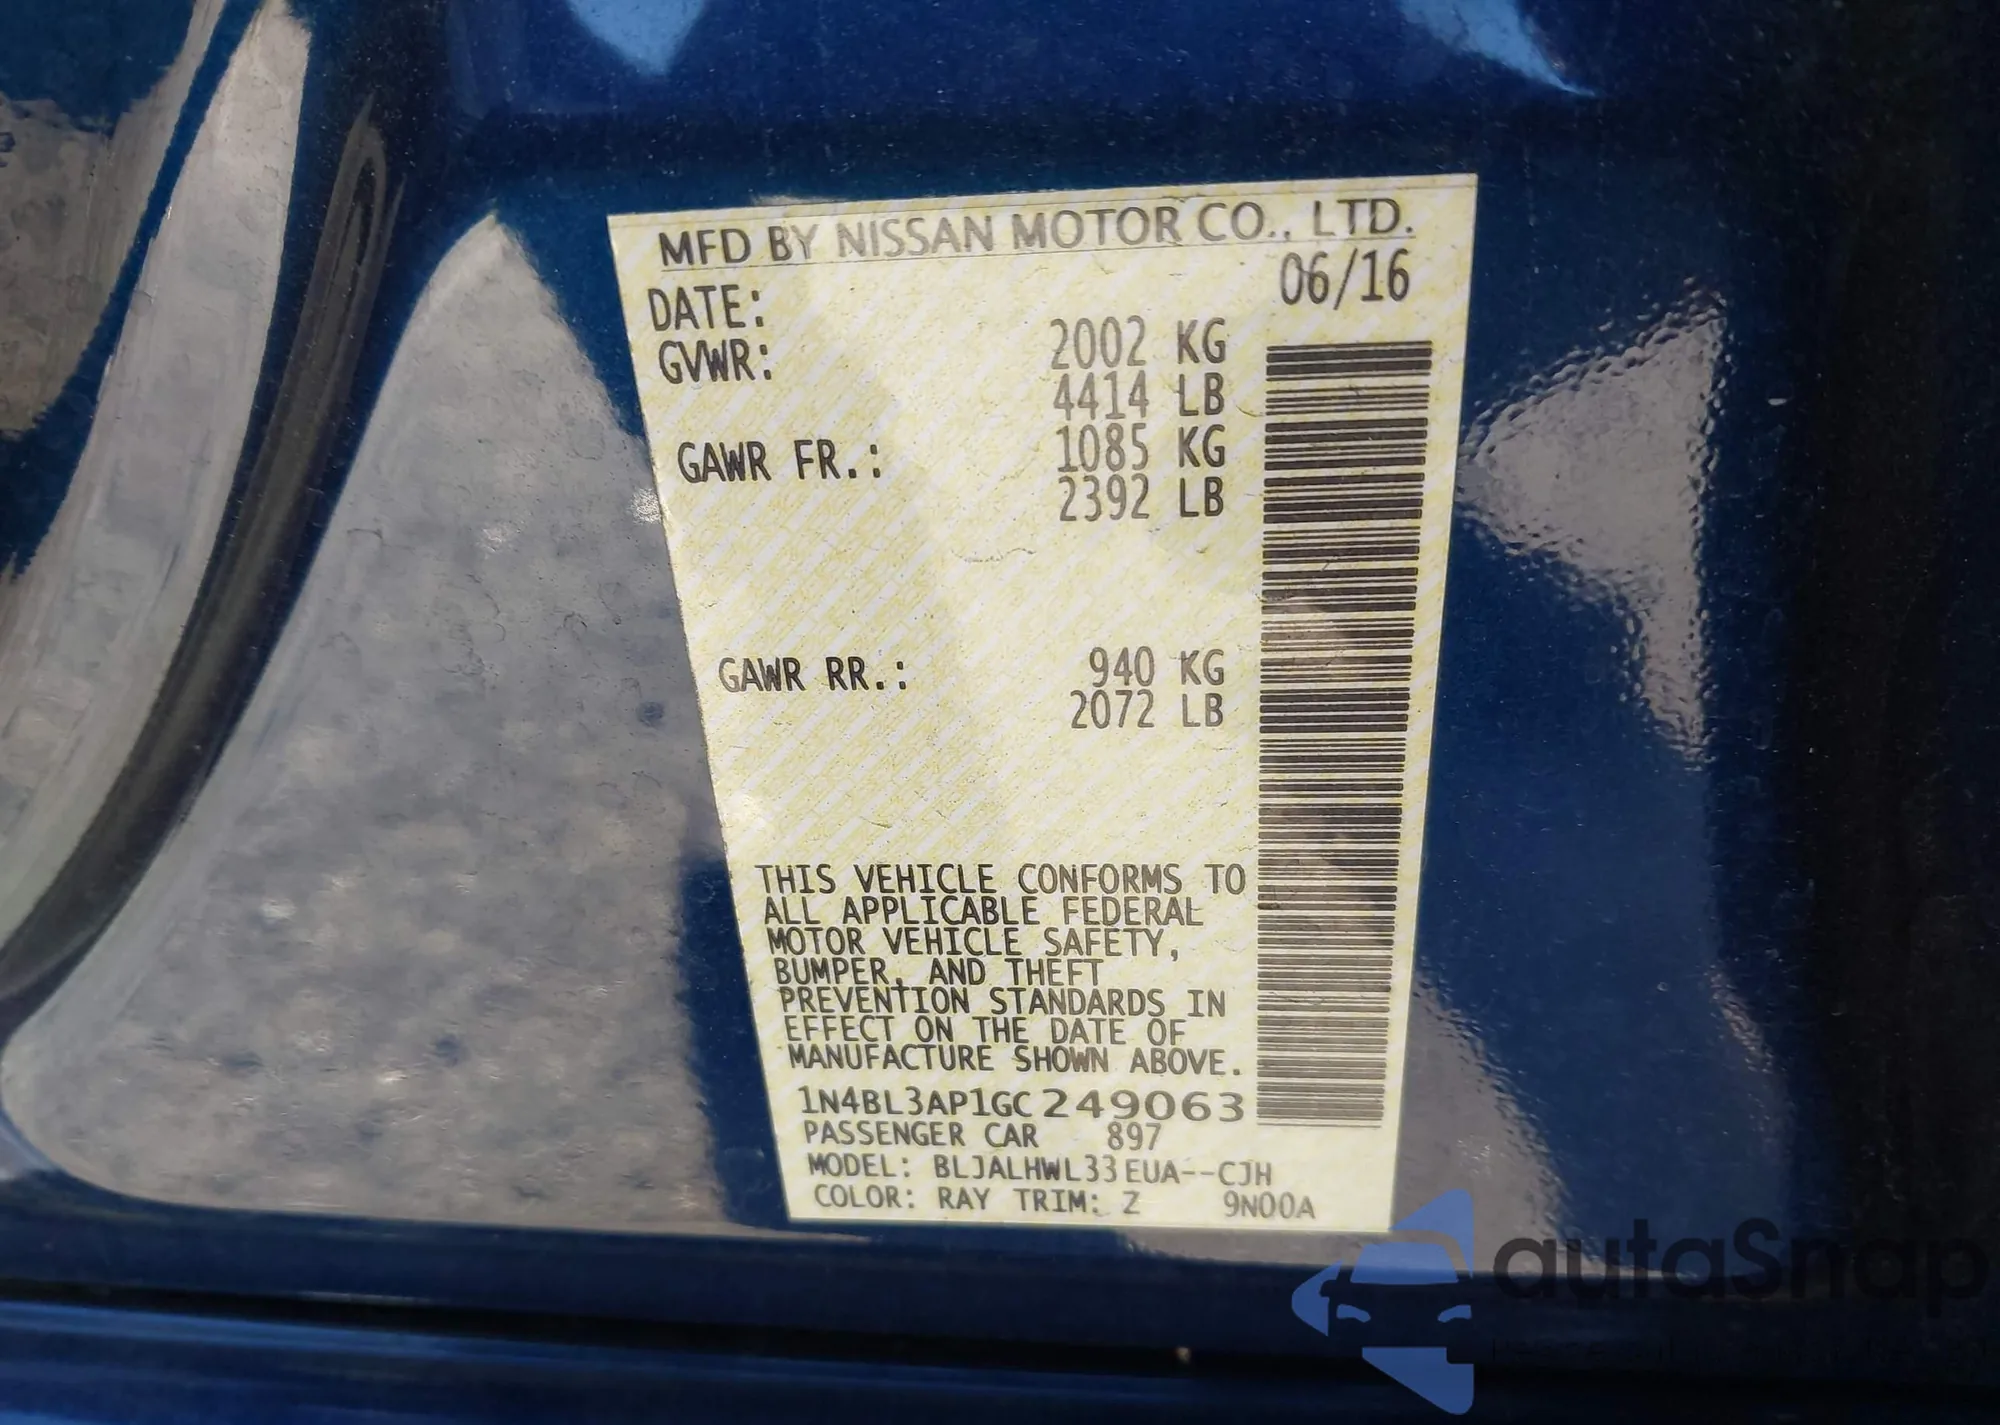 MFD BY NISSAN MOTOR CO., LTD.
DATE: 06/16
GVWR: 2002 KG
4414 LB
GAWR FR.: 1085 KG
2392 LB
GAWR RR.: 940 KG
2072 LB
THIS VEHICLE CONFORMS TO
ALL APPLICABLE FEDERAL
MOTOR VEHICLE SAFETY,
BUMPER, AND THEFT
PREVENTION STANDARDS IN
EFFECT ON THE DATE OF
MANUFACTURE SHOWN ABOVE.
1N4BL3AP1GC249063
PASSENGER CAR 897
MODEL: BLJALHWL33EUA--CJH
COLOR: RAY TRIM: Z 9N00A
autaSnap